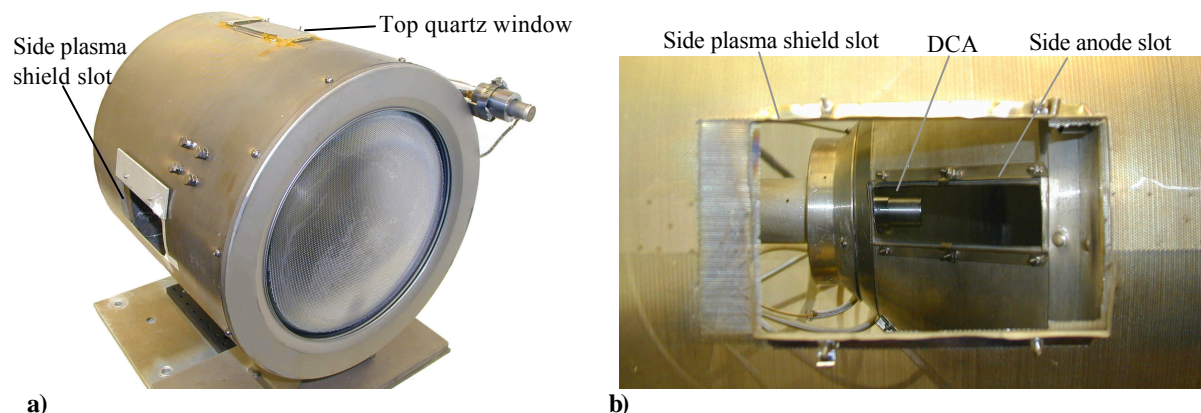 Top quartz window
Side plasma
shield slot
a)
Side plasma shield slot
DCA
Side anode slot
b)